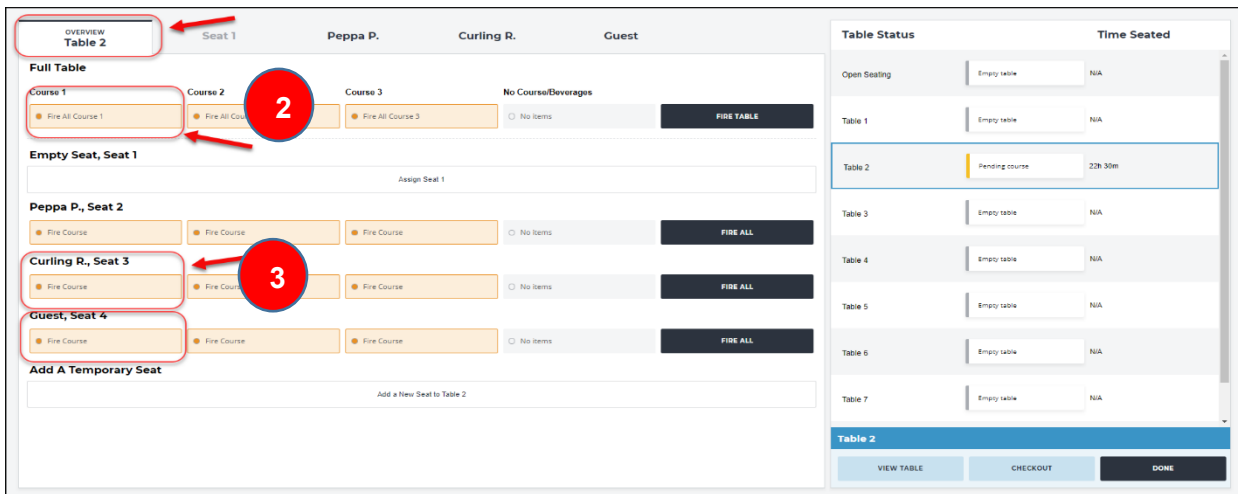 OVERVIEW
Table 2
Seat 1
Peppa P.
Curling R.
Guest
Full Table
Course 1
Course 2
Course 3
No Course/Beverages
Fire All Course 1
Fire All Cou
Fire All Course 3
No Items
FIRE TABLE
2
Empty Seat, Seat 1
Assign Seat 1
Peppa P., Seat 2
Fire Course
Fire Course
Fire Course
No Items
FIRE ALL
Curling R., Seat 3
Fire Course
Fire Cours
Fire Course
No Items
FIRE ALL
3
Guest, Seat 4
Fire Course
Fire Course
Fire Course
No Items
FIRE ALL
Add A Temporary Seat
Add a New Seat to Table 2
Table Status
Time Seated
Open Seating
Empty table
N/A
Table 1
Empty table
N/A
Table 2
Pending course
22h 30m
Table 3
Empty table
N/A
Table 4
Empty table
N/A
Table 5
Empty table
N/A
Table 6
Empty table
N/A
Table 7
Empty table
N/A
Table 2
VIEW TABLE
CHECKOUT
DONE